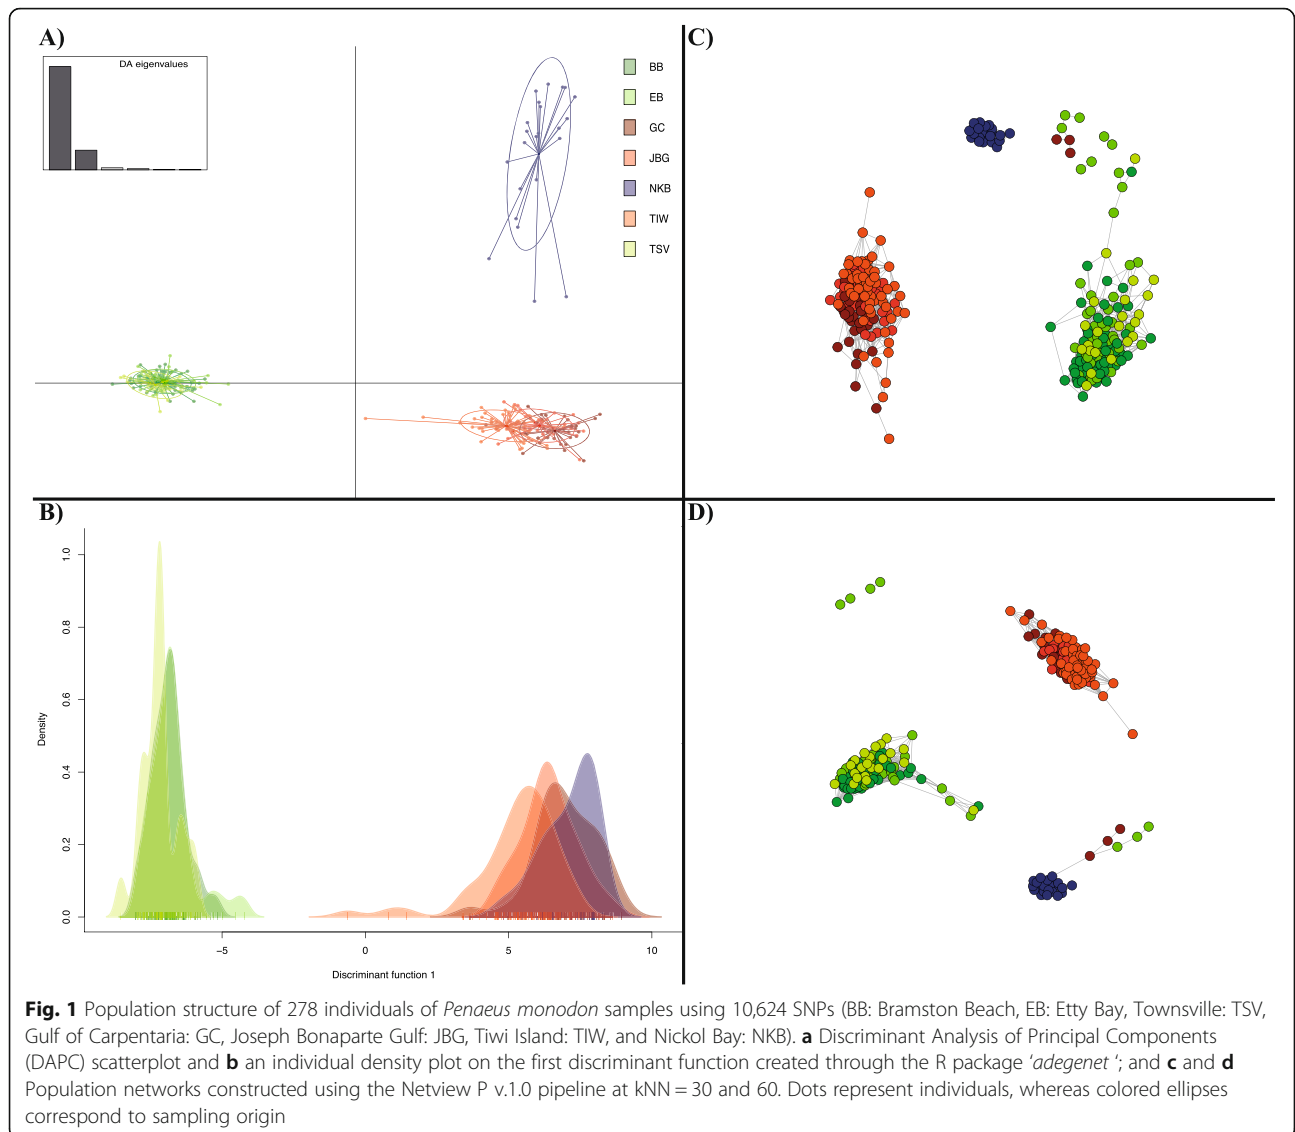 A)
DA eigenvalues
BB
EB
GC
JBG
NKB
TIW
TSV
C)
B)
1.0
0.8
0.6
0.4
0.2
0.0
Density
−5
0
5
10
Discriminant function 1
D)
Fig. 1 Population structure of 278 individuals of Penaeus monodon samples using 10,624 SNPs (BB: Bramston Beach, EB: Etty Bay, Townsville: TSV,
Gulf of Carpentaria: GC, Joseph Bonaparte Gulf: JBG, Tiwi Island: TIW, and Nickol Bay: NKB). a Discriminant Analysis of Principal Components
(DAPC) scatterplot and b an individual density plot on the first discriminant function created through the R package ‘adegenet ‘; and c and d
Population networks constructed using the Netview P v.1.0 pipeline at kNN = 30 and 60. Dots represent individuals, whereas colored ellipses
correspond to sampling origin